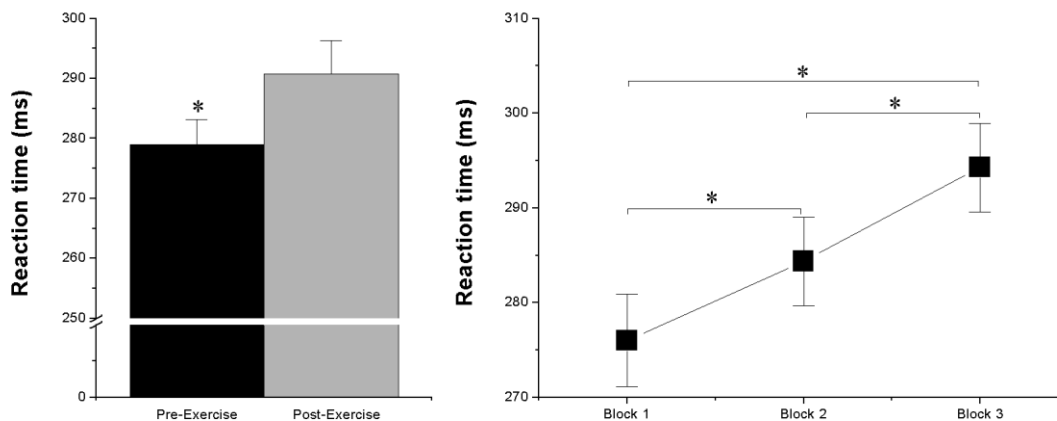 Reaction time (ms)
300
290
280
270
260
250
0
*
Pre-Exercise
Post-Exercise
Reaction time (ms)
310
300
290
280
270
*
*
*
Block 1
Block 2
Block 3